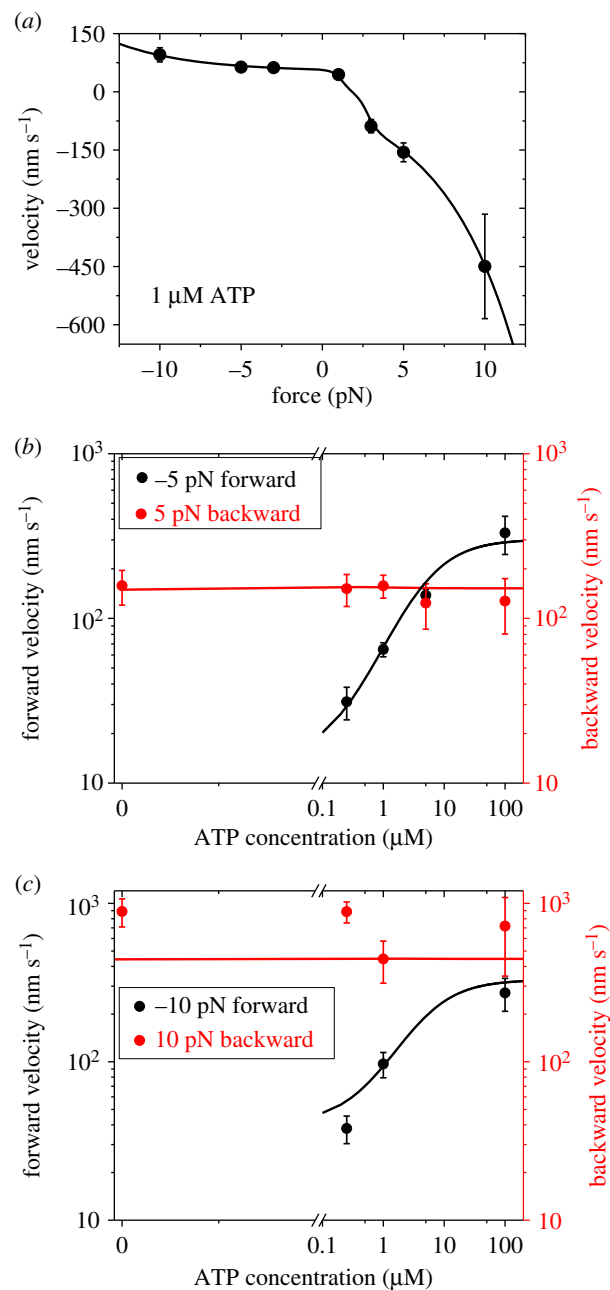 (a)
150
0
–150
–300
–450
–600
velocity (nm s⁻¹)
1 μM ATP
–10 –5 0 5 10
force (pN)
(b)
10³ 10³
–5 pN forward
5 pN backward
10² 10²
10 10
forward velocity (nm s⁻¹)
backward velocity (nm s⁻¹)
0 0.1 1 10 100
ATP concentration (μM)
(c)
10³ 10³
–10 pN forward
10 pN backward
10² 10²
10 10
forward velocity (nm s⁻¹)
backward velocity (nm s⁻¹)
0 0.1 1 10 100
ATP concentration (μM)